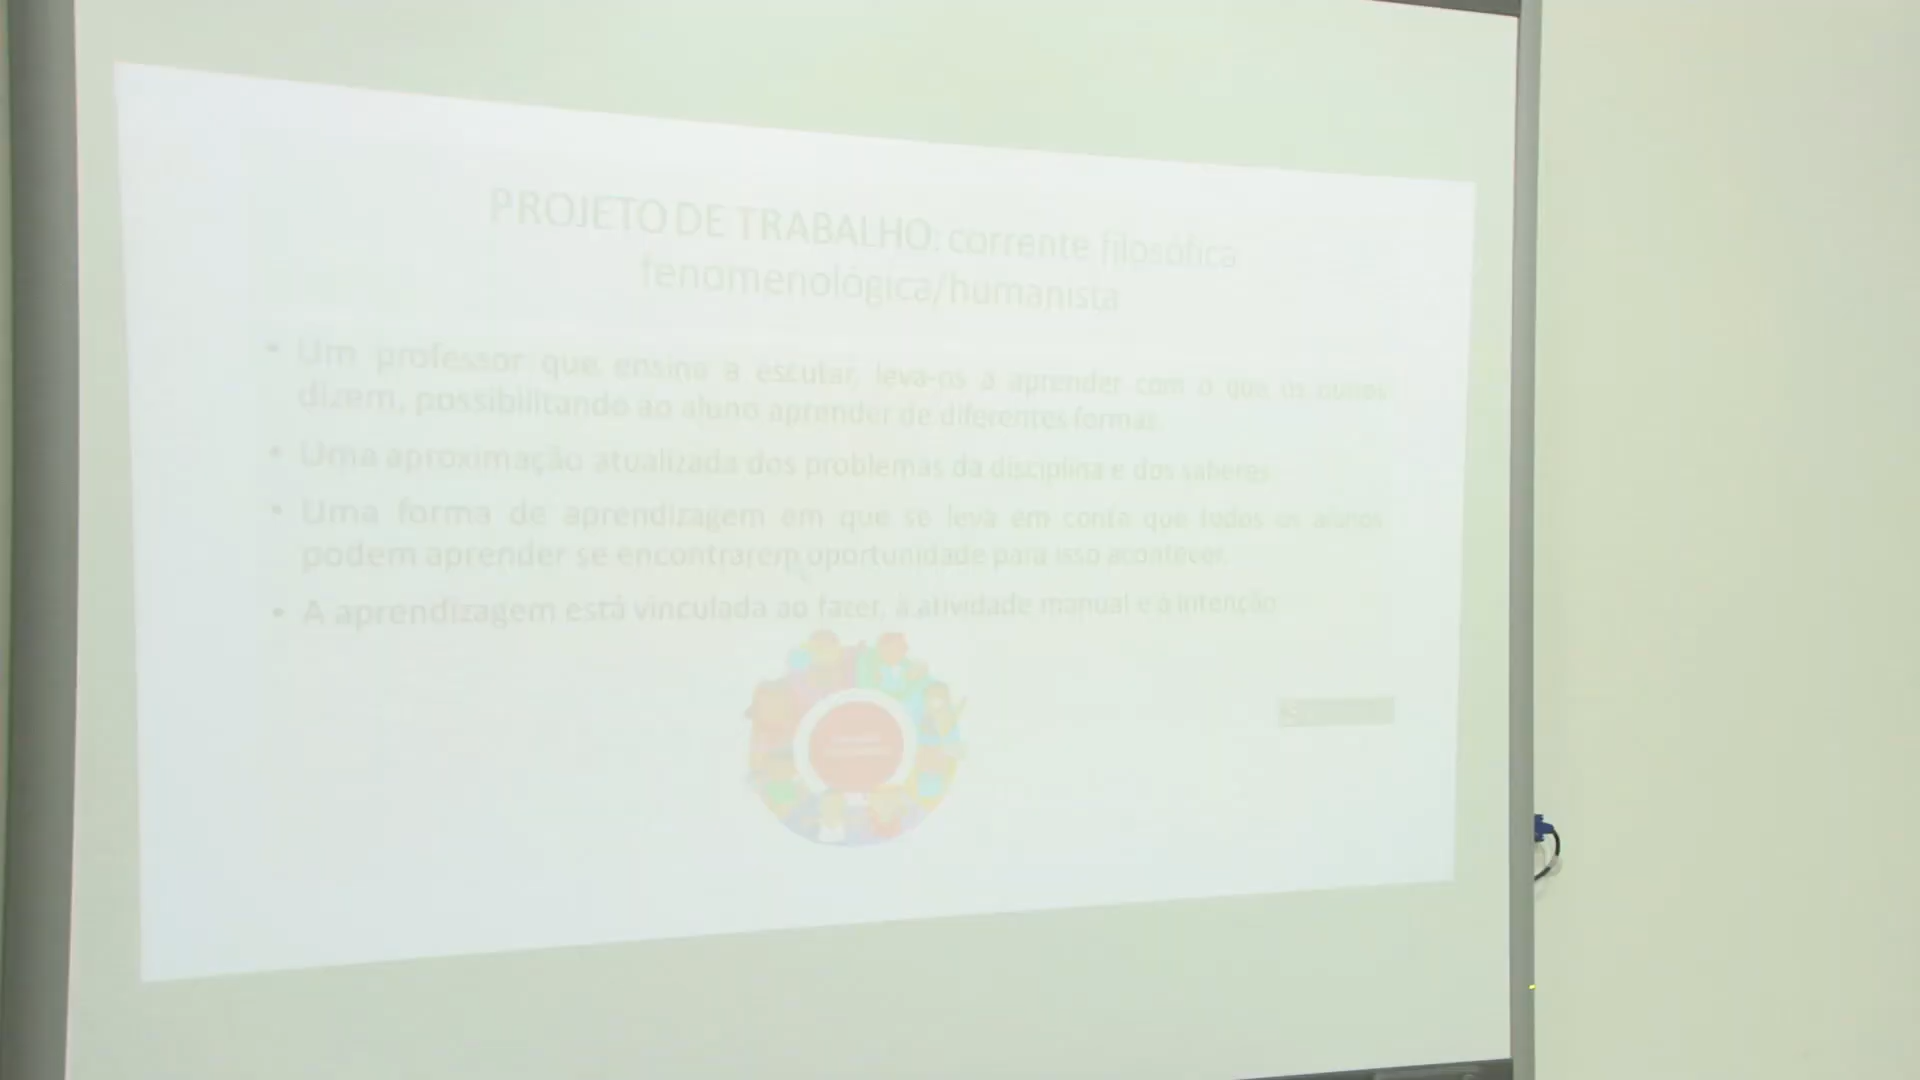 PROJETO DE TRABALHO: corrente filosófica
fenomenológica/humanista
• Um professor que ensina a escutar, leva-os a aprender com o que os outros
dizem, possibilitando ao aluno aprender de diferentes formas.
• Uma aproximação atualizada dos problemas da disciplina e dos saberes
• Uma forma de aprendizagem em que se leva em conta que todos os alunos
podem aprender se encontrarem oportunidade para isso acontecer.
• A aprendizagem está vinculada ao fazer, à atividade manual e à intenção